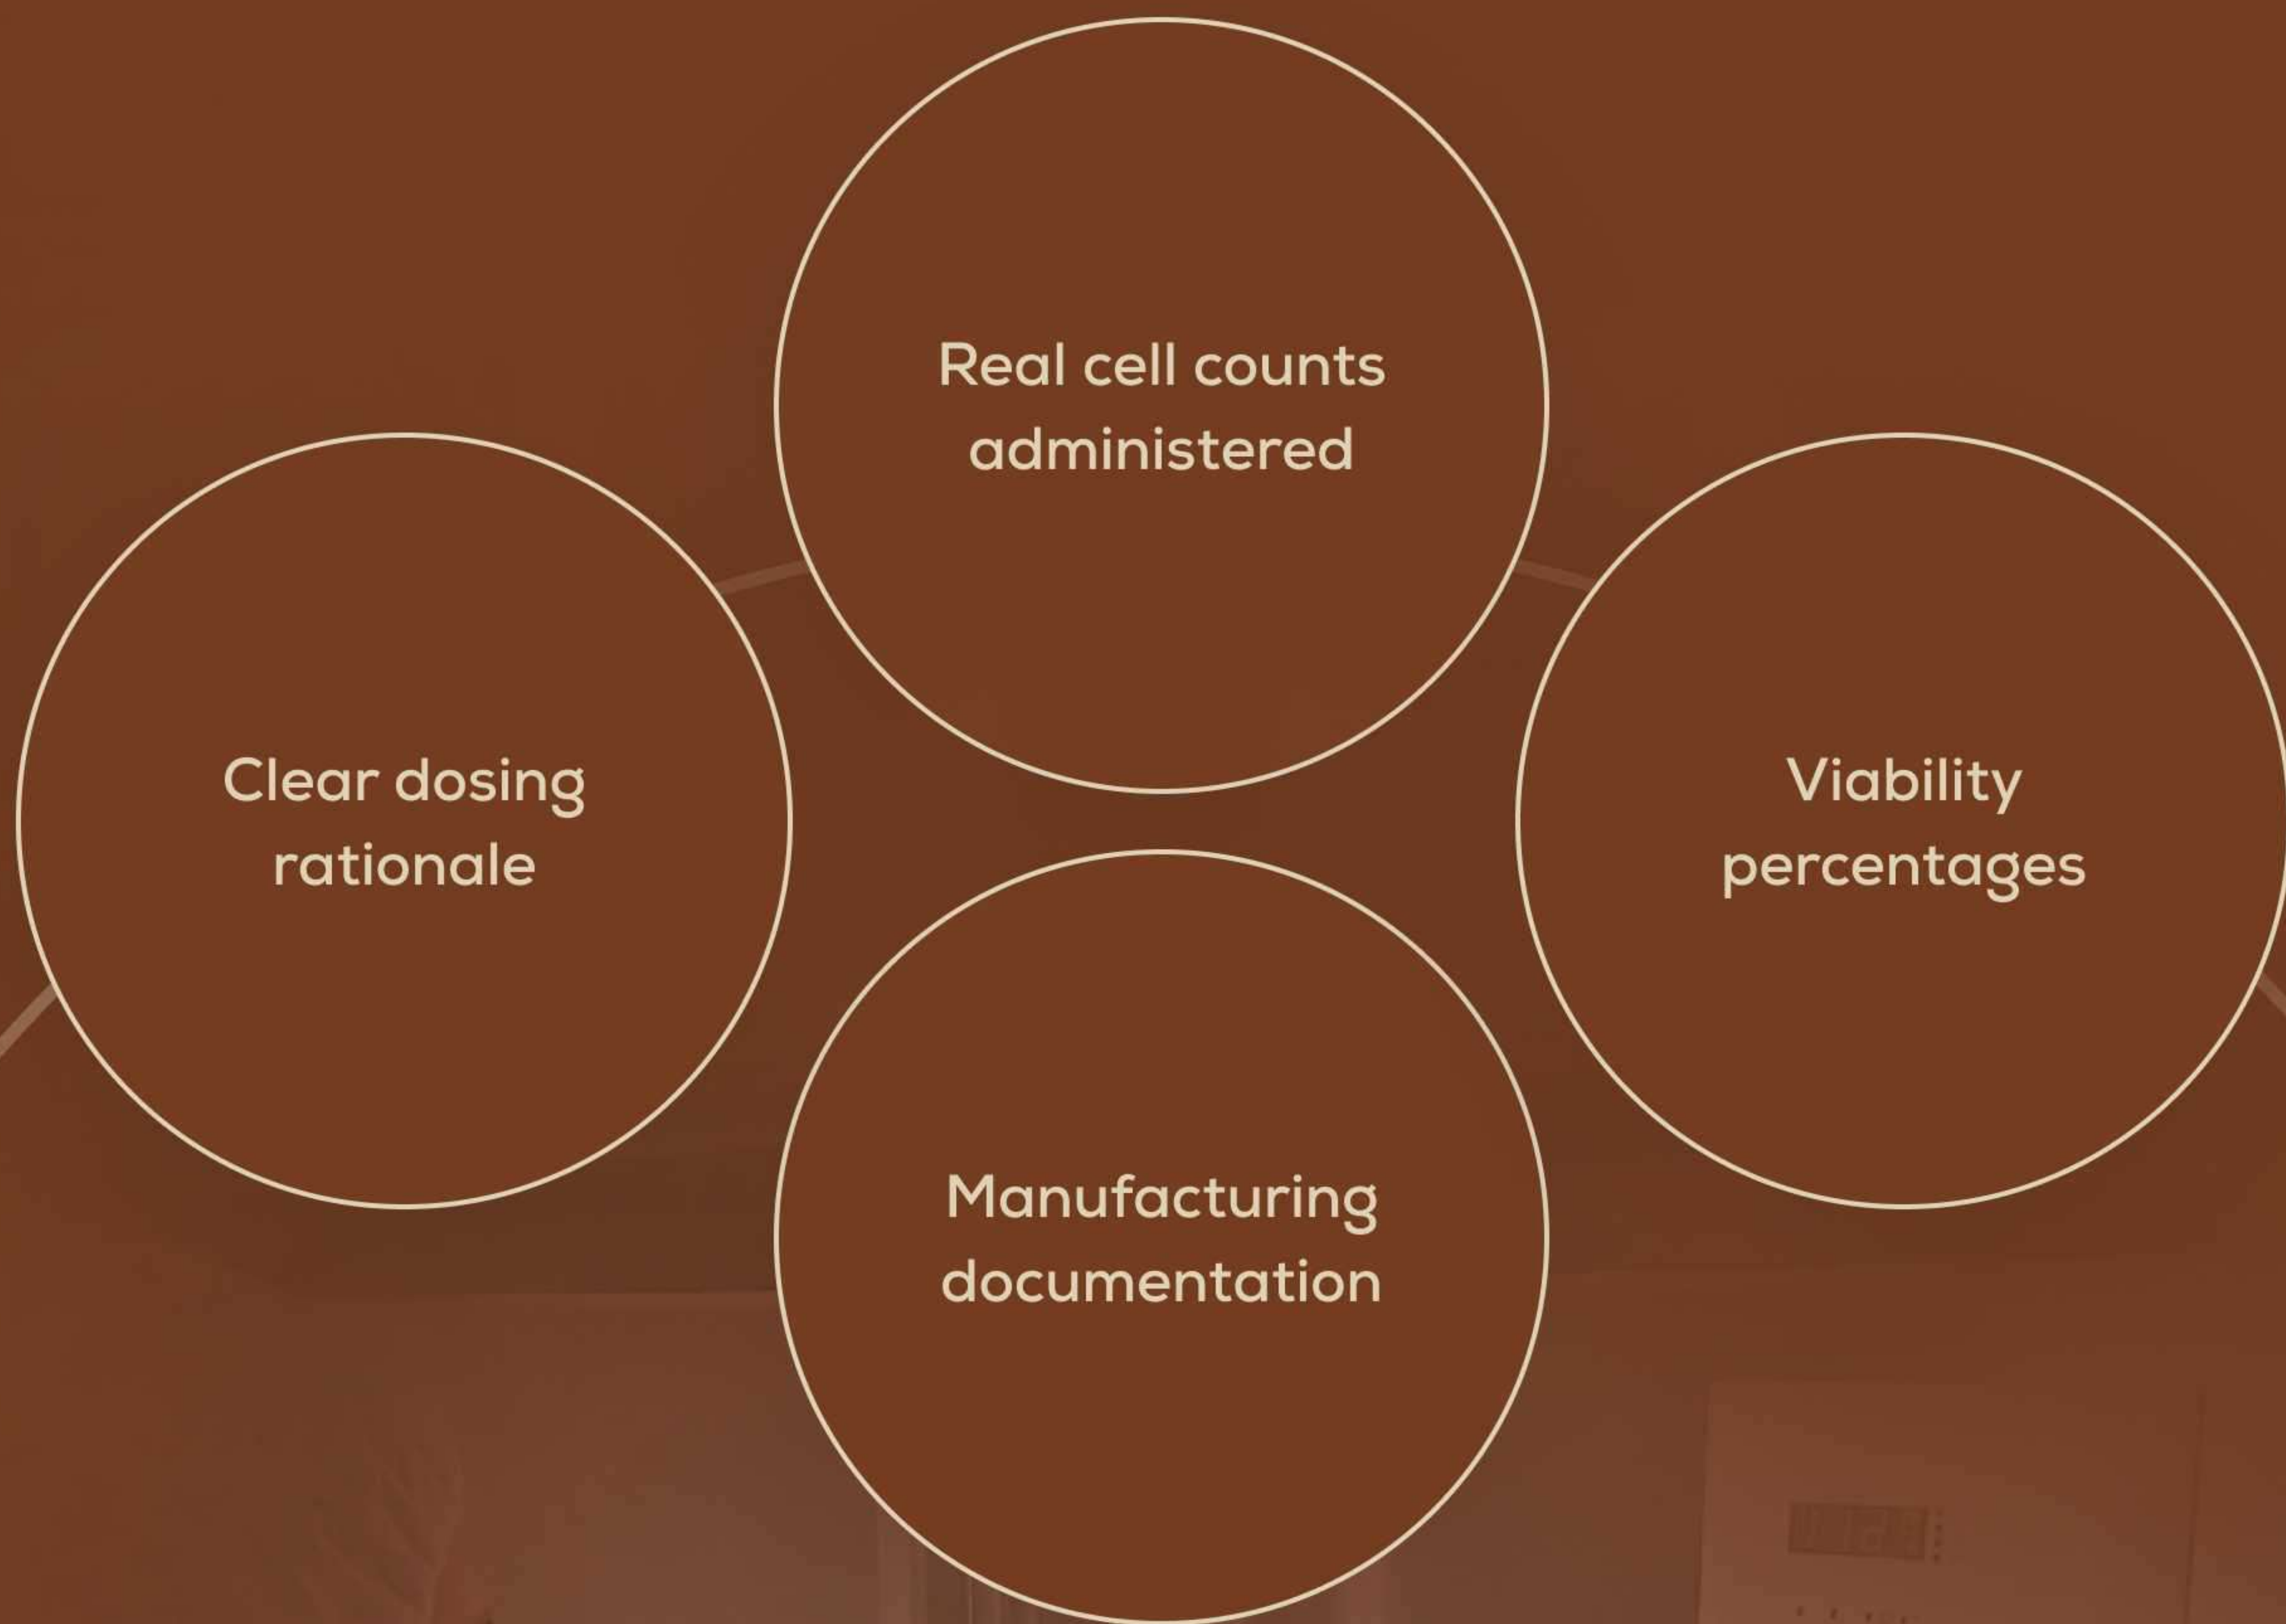 Real cell counts
administered
Clear dosing
rationale
Viability
percentages
Manufacturing
documentation